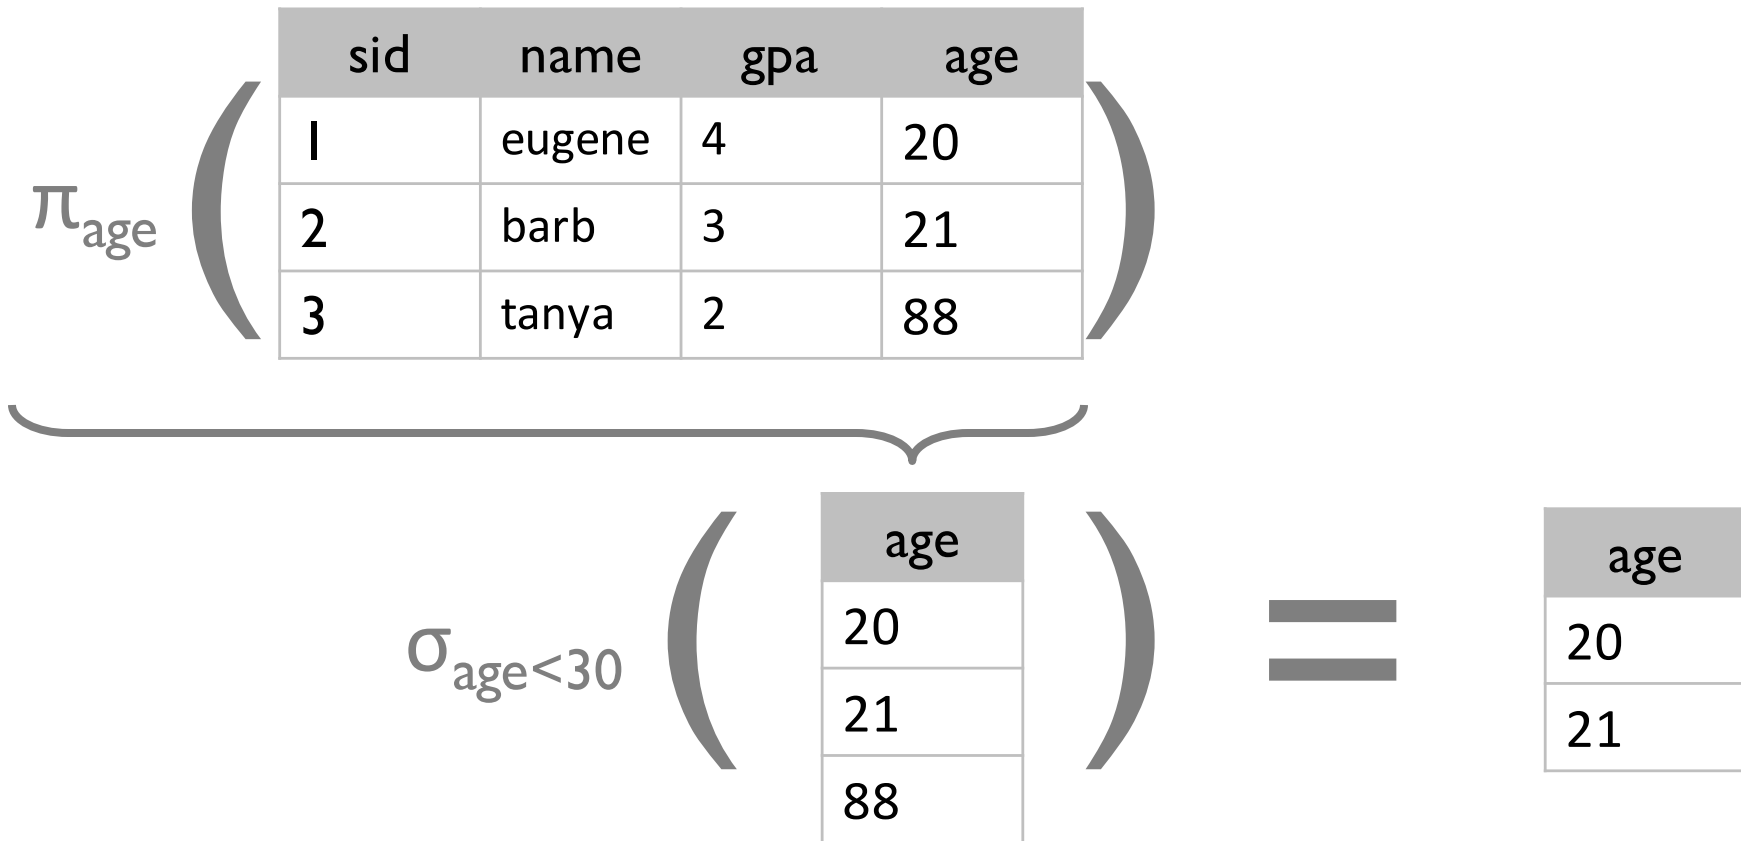 sid name gpa age
1 eugene 4 20
π age ( 2 barb 3 21 )
3 tanya 2 88
age
20
σ age<30 ( 21 ) =
88
age
20
21